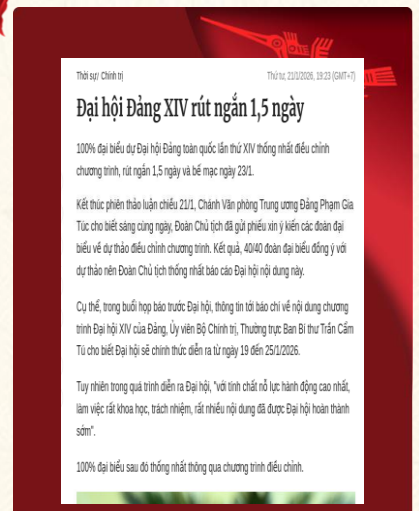 Thời sự/ Chính trị
Thứ tư, 21/1/2026, 19:23 (GMT+7)
Đại hội Đảng XIV rút ngắn 1,5 ngày
100% đại biểu dự Đại hội Đảng toàn quốc lần thứ XIV thống nhất điều chỉnh
chương trình, rút ngắn 1,5 ngày và bế mạc ngày 23/1.
Kết thúc phiên thảo luận chiều 21/1, Chánh Văn phòng Trung ương Đảng Phạm Gia
Túc cho biết sáng cùng ngày, Đoàn Chủ tịch đã gửi phiếu xin ý kiến các đoàn đại
biểu về dự thảo điều chỉnh chương trình. Kết quả, 40/40 đoàn đại biểu đồng ý với
dự thảo nên Đoàn Chủ tịch thống nhất báo cáo Đại hội nội dung này.
Cụ thể, trong buổi họp báo trước Đại hội, thông tin tới báo chí về nội dung chương
trình Đại hội XIV của Đảng, Ủy viên Bộ Chính trị, Thường trực Ban Bí thư Trần Cẩm
Tú cho biết Đại hội sẽ chính thức diễn ra từ ngày 19 đến 25/1/2026.
Tuy nhiên trong quá trình diễn ra Đại hội, "với tinh chất nỗ lực hành động cao nhất,
làm việc rất khoa học, trách nhiệm, rất nhiều nội dung đã được Đại hội hoàn thành
sớm".
100% đại biểu sau đó thống nhất thông qua chương trình điều chỉnh.